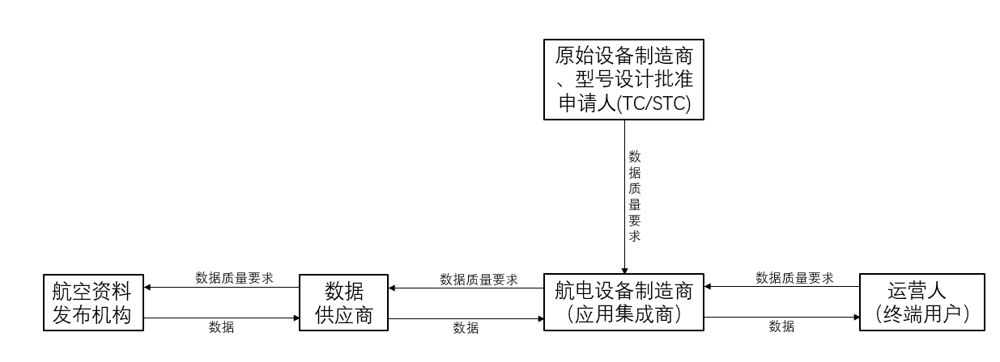 原始设备制造商
、型号设计批准
申请人(TC/STC)
数据质量要求
航空资料
发布机构
数据质量要求
数据
数据
供应商
数据质量要求
数据
航电设备制造商
（应用集成商）
数据质量要求
数据
运营人
（终端用户）